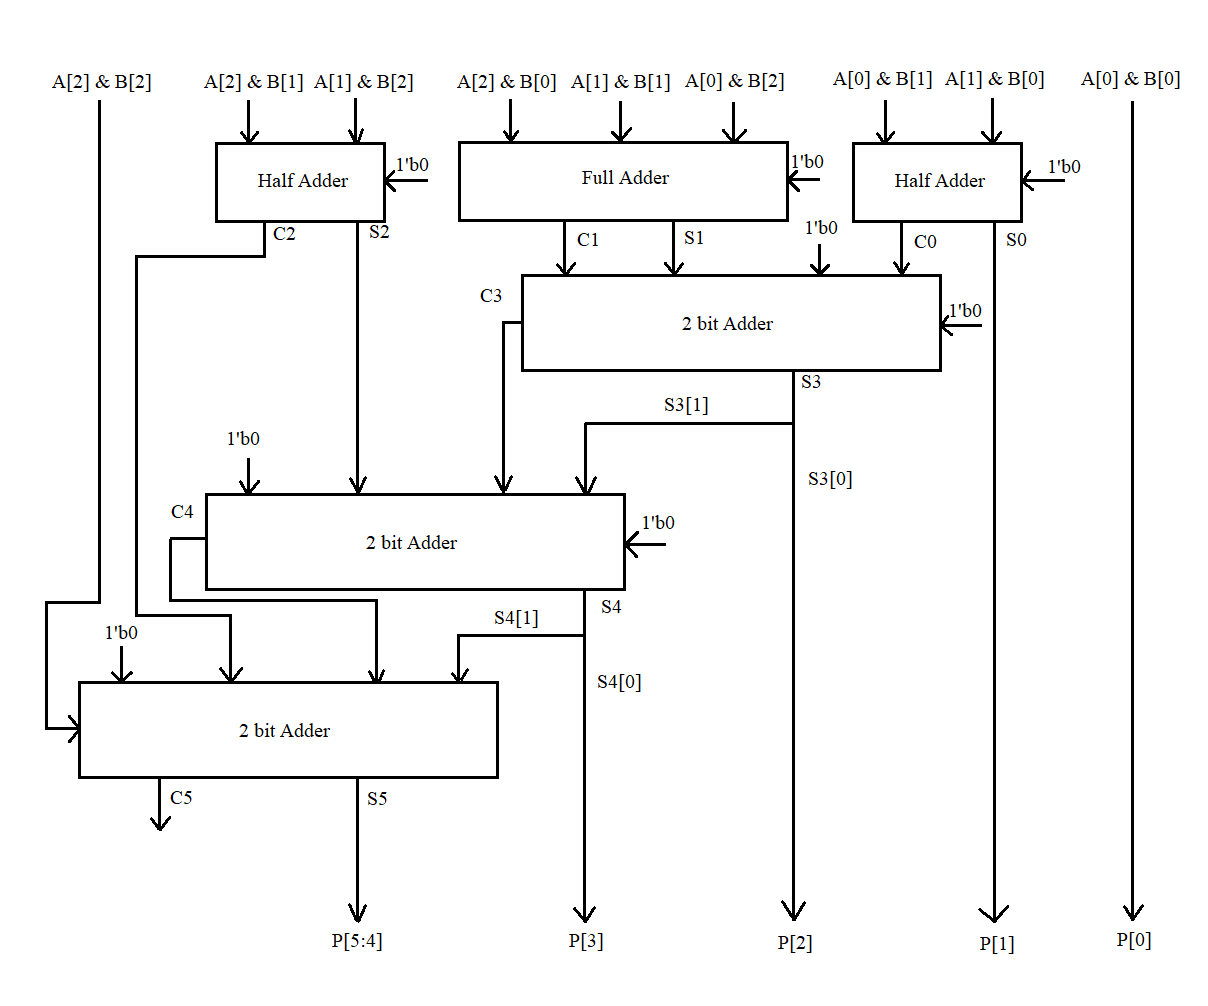 A[2] & B[2]
A[2] & B[1]
A[1] & B[2]
A[2] & B[0]
A[1] & B[1]
A[0] & B[2]
A[0] & B[1]
A[1] & B[0]
A[0] & B[0]
Half Adder
1'b0
Full Adder
1'b0
Half Adder
1'b0
C2
S2
C1
S1
1'b0
C0
S0
C3
2 bit Adder
1'b0
S3
S3[1]
1'b0
S3[0]
C4
2 bit Adder
1'b0
S4
S4[1]
1'b0
S4[0]
2 bit Adder
C5
S5
P[5:4]
P[3]
P[2]
P[1]
P[0]